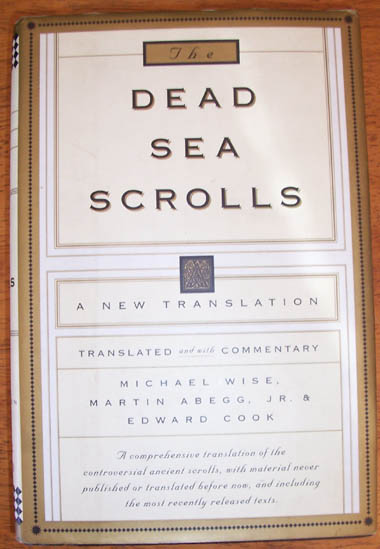 The
DEAD
SEA
SCROLLS
A NEW TRANSLATION
TRANSLATED and with COMMENTARY
MICHAEL WISE,
MARTIN ABEGG, JR. &
EDWARD COOK
A comprehensive translation of the
controversial ancient scrolls, with material never
published or translated before now, and including
the most recently released texts.